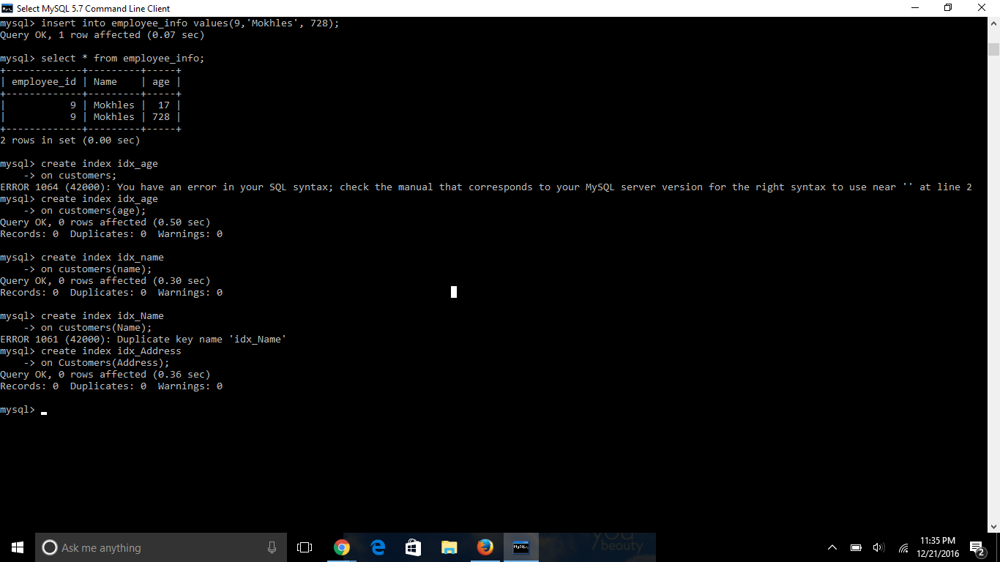 Select MySQL 5.7 Command Line Client
mysql> insert into employee_info values(9,'Mokhles', 728);
Query OK, 1 row affected (0.07 sec)
mysql> select * from employee_info;
+-------------+---------+-----+
| employee_id | Name    | age |
+-------------+---------+-----+
|           9 | Mokhles |  17 |
|           9 | Mokhles | 728 |
+-------------+---------+-----+
2 rows in set (0.00 sec)
mysql> create index idx_age
    -> on customers;
ERROR 1064 (42000): You have an error in your SQL syntax; check the manual that corresponds to your MySQL server version for the right syntax to use near '' at line 2
mysql> create index idx_age
    -> on customers(age);
Query OK, 0 rows affected (0.50 sec)
Records: 0  Duplicates: 0  Warnings: 0
mysql> create index idx_name
    -> on customers(name);
Query OK, 0 rows affected (0.30 sec)
Records: 0  Duplicates: 0  Warnings: 0
mysql> create index idx_Name
    -> on customers(Name);
ERROR 1061 (42000): Duplicate key name 'idx_Name'
mysql> create index idx_Address
    -> on Customers(Address);
Query OK, 0 rows affected (0.36 sec)
Records: 0  Duplicates: 0  Warnings: 0
mysql>
Ask me anything
you
beauty
11:35 PM
12/21/2016
2